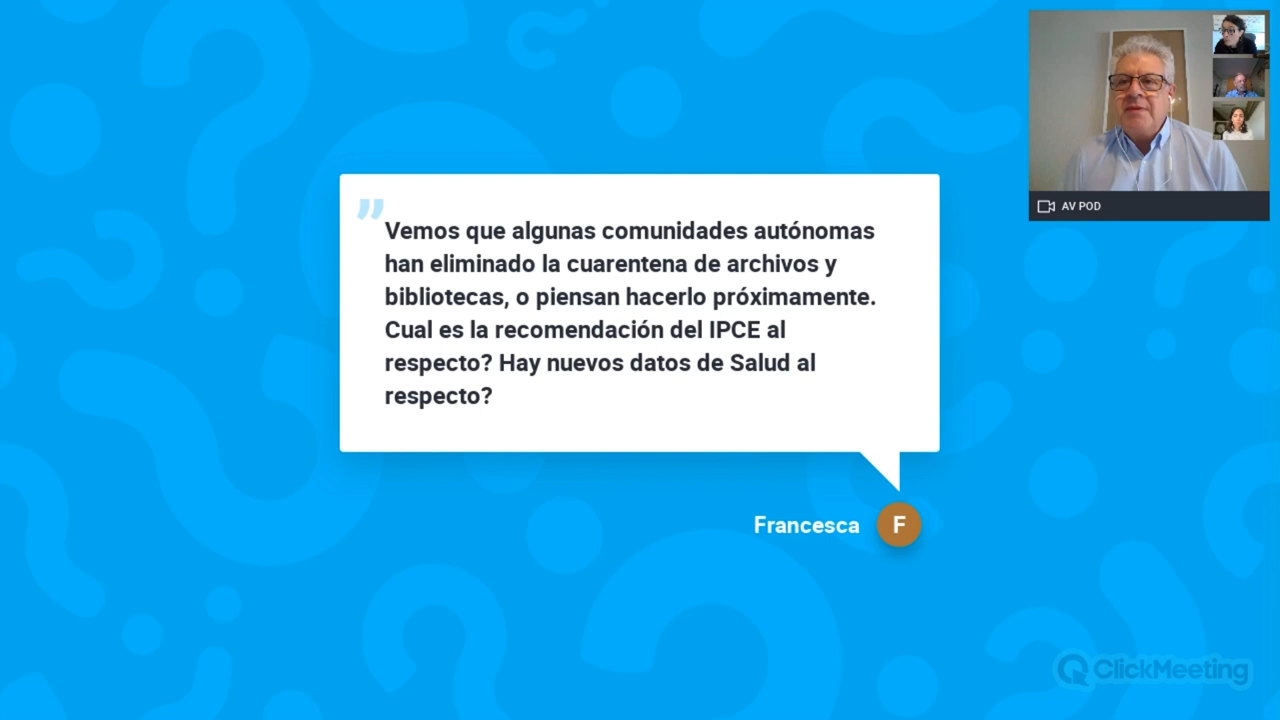 AV POD
"
Vemos que algunas comunidades autónomas
han eliminado la cuarentena de archivos y
bibliotecas, o piensan hacerlo próximamente.
Cual es la recomendación del IPCE al
respecto? Hay nuevos datos de Salud al
respecto?
Francesca F
ClickMeeting